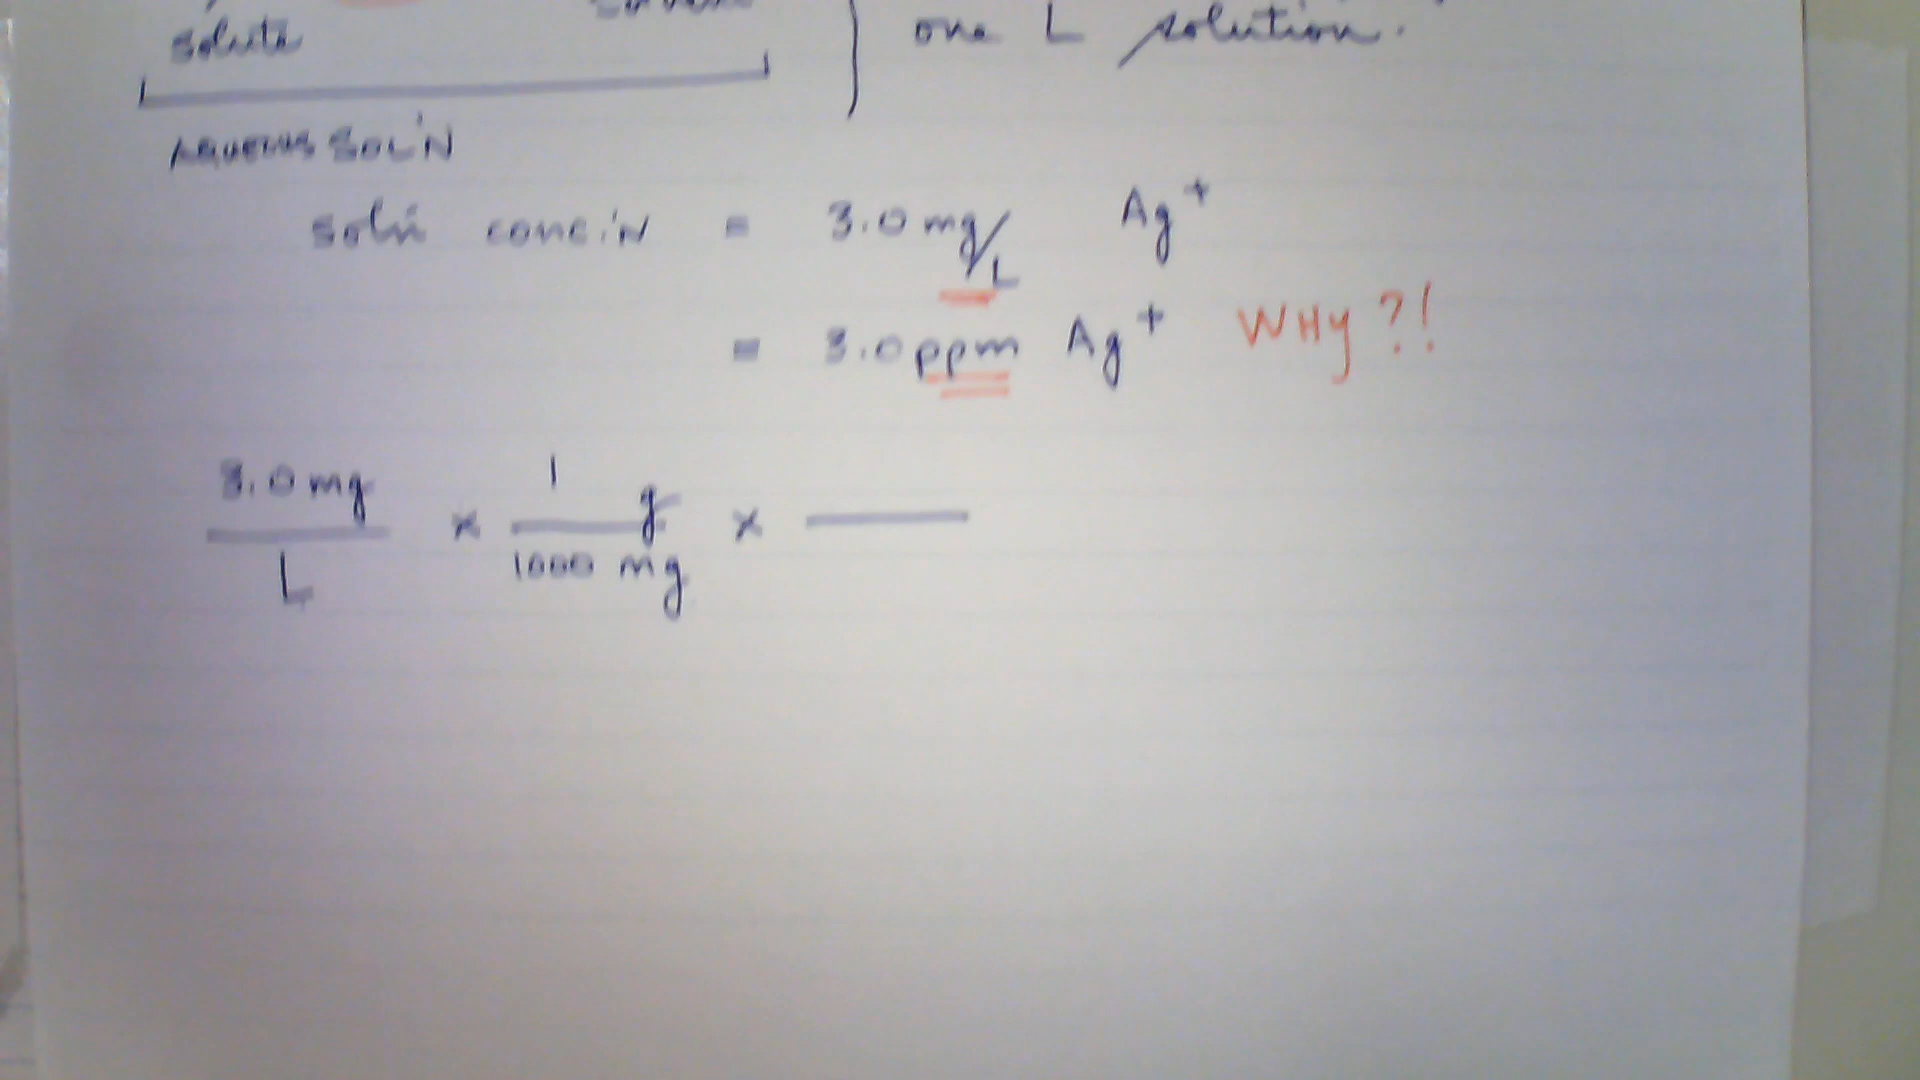 solute
one L solution.
AQUEOUS SOL'N
sol'n conc'N = 3.0 mg/L Ag+
= 3.0 ppm Ag+ WHY?!
3.0 mg / L × 1 g / 1000 mg ×